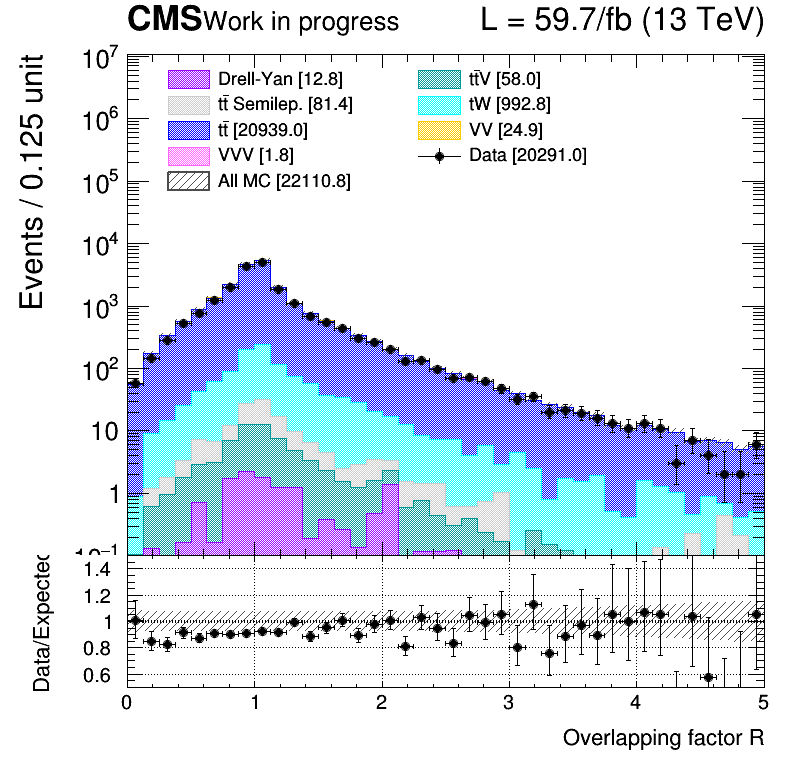 CMS Work in progress L = 59.7/fb (13 TeV)
Events / 0.125 unit
10⁷
10⁶
10⁵
10⁴
10³
10²
10
1
10⁻¹
Drell-Yan [12.8]
tt̄ Semilep. [81.4]
tt̄ [20939.0]
VVV [1.8]
All MC [22110.8]
tt̄V [58.0]
tW [992.8]
VV [24.9]
Data [20291.0]
Data/Expected
1.4
1.2
1
0.8
0.6
0 1 2 3 4 5
Overlapping factor R